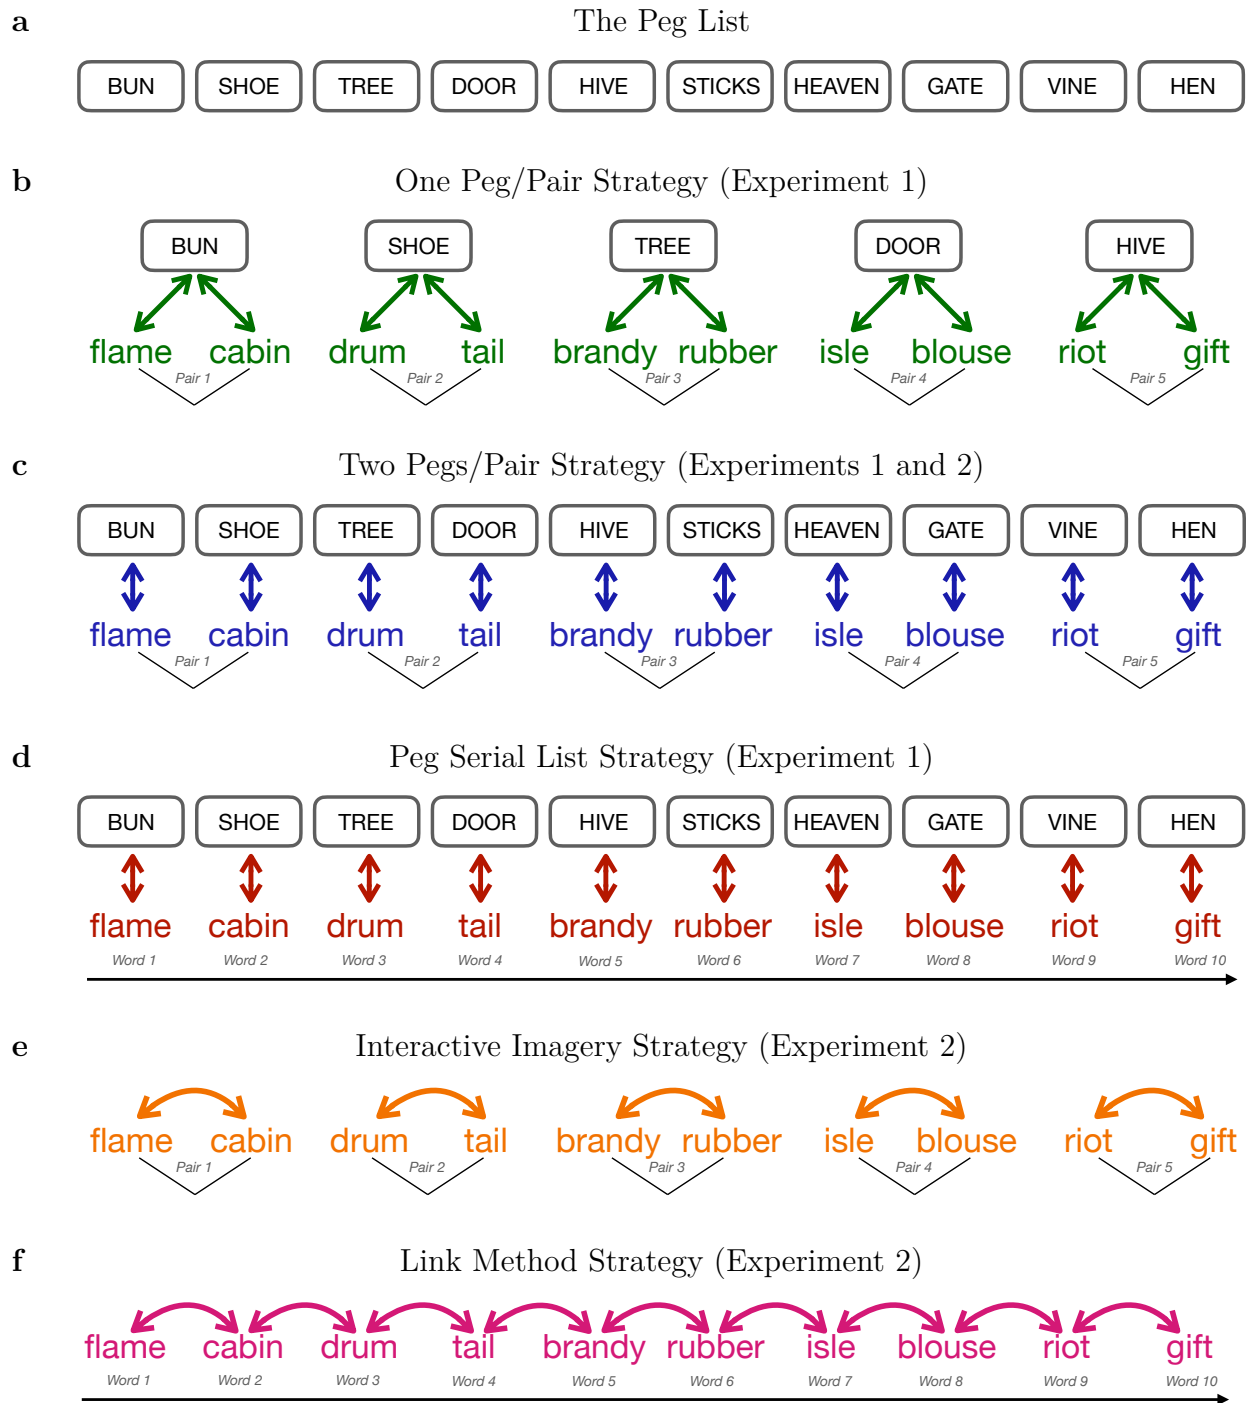 a The Peg List
BUN SHOE TREE DOOR HIVE STICKS HEAVEN GATE VINE HEN
b One Peg/Pair Strategy (Experiment 1)
BUN SHOE TREE DOOR HIVE
flame cabin drum tail brandy rubber isle blouse riot gift
Pair 1 Pair 2 Pair 3 Pair 4 Pair 5
c Two Pegs/Pair Strategy (Experiments 1 and 2)
BUN SHOE TREE DOOR HIVE STICKS HEAVEN GATE VINE HEN
flame cabin drum tail brandy rubber isle blouse riot gift
Pair 1 Pair 2 Pair 3 Pair 4 Pair 5
d Peg Serial List Strategy (Experiment 1)
BUN SHOE TREE DOOR HIVE STICKS HEAVEN GATE VINE HEN
flame cabin drum tail brandy rubber isle blouse riot gift
Word 1 Word 2 Word 3 Word 4 Word 5 Word 6 Word 7 Word 8 Word 9 Word 10
e Interactive Imagery Strategy (Experiment 2)
flame cabin drum tail brandy rubber isle blouse riot gift
Pair 1 Pair 2 Pair 3 Pair 4 Pair 5
f Link Method Strategy (Experiment 2)
flame cabin drum tail brandy rubber isle blouse riot gift
Word 1 Word 2 Word 3 Word 4 Word 5 Word 6 Word 7 Word 8 Word 9 Word 10